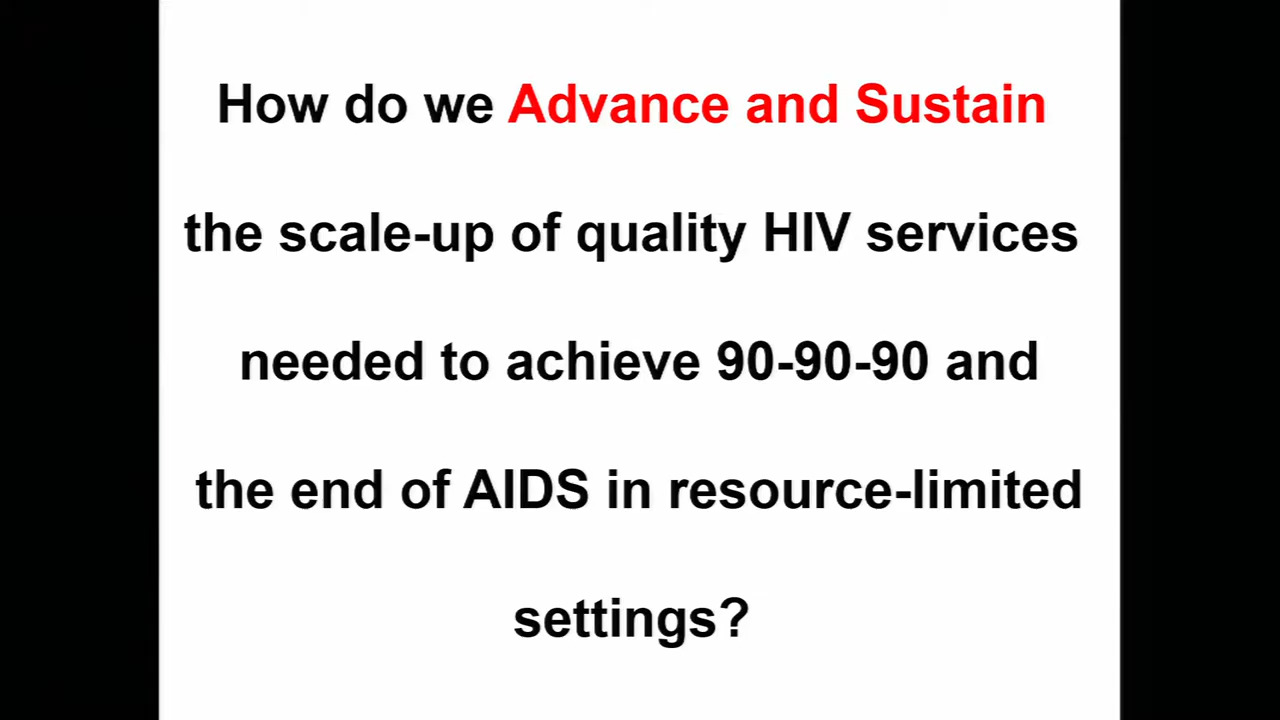 How do we Advance and Sustain
the scale-up of quality HIV services
needed to achieve 90-90-90 and
the end of AIDS in resource-limited
settings?